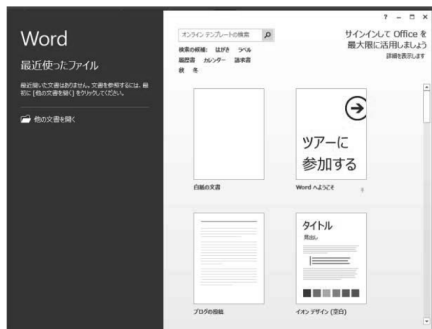 Word
最近使ったファイル
最近開いた文書はありません。文書を参照するには、最
初に [他の文書を開く] をクリックしてください。
他の文書を開く
オンライン テンプレートの検索
検索の候補: はがき ラベル
履歴書 カレンダー 請求書
秋 冬
? – □ ×
サインインして Office を
最大限に活用しましょう
詳細を表示します
白紙の文書
ツアーに
参加する
Word へようこそ
ブログの投稿
タイトル
見出し
イオン デザイン (空白)